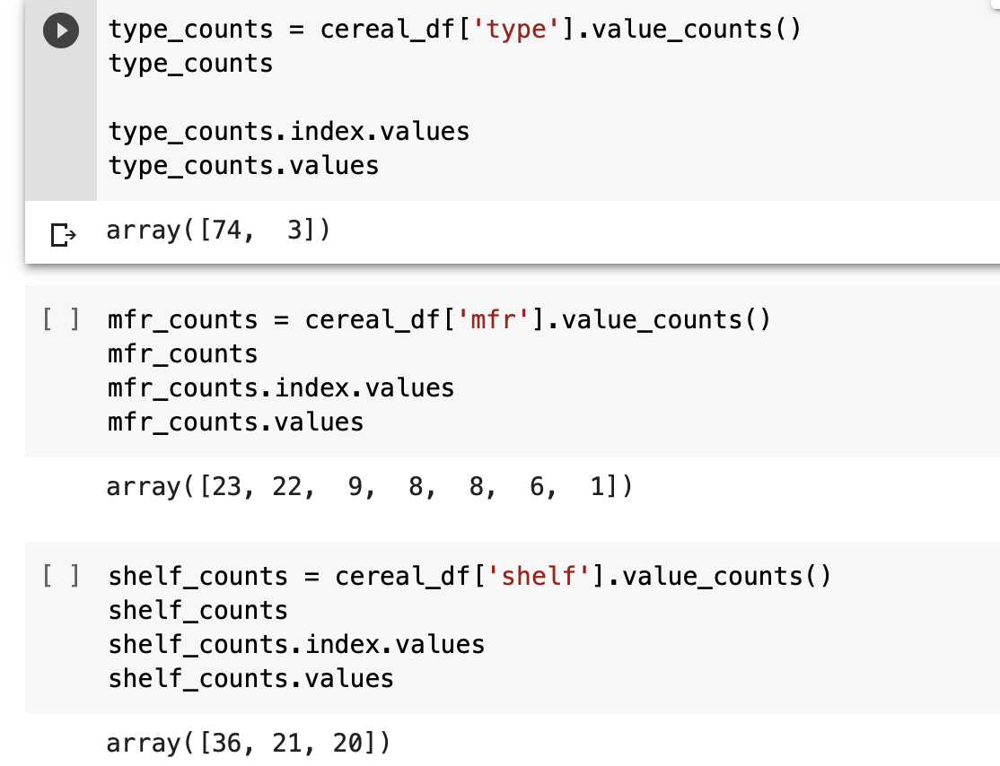 type_counts = cereal_df['type'].value_counts()
type_counts
type_counts.index.values
type_counts.values
array([74,  3])
[ ] mfr_counts = cereal_df['mfr'].value_counts()
mfr_counts
mfr_counts.index.values
mfr_counts.values
array([23, 22,  9,  8,  8,  6,  1])
[ ] shelf_counts = cereal_df['shelf'].value_counts()
shelf_counts
shelf_counts.index.values
shelf_counts.values
array([36, 21, 20])